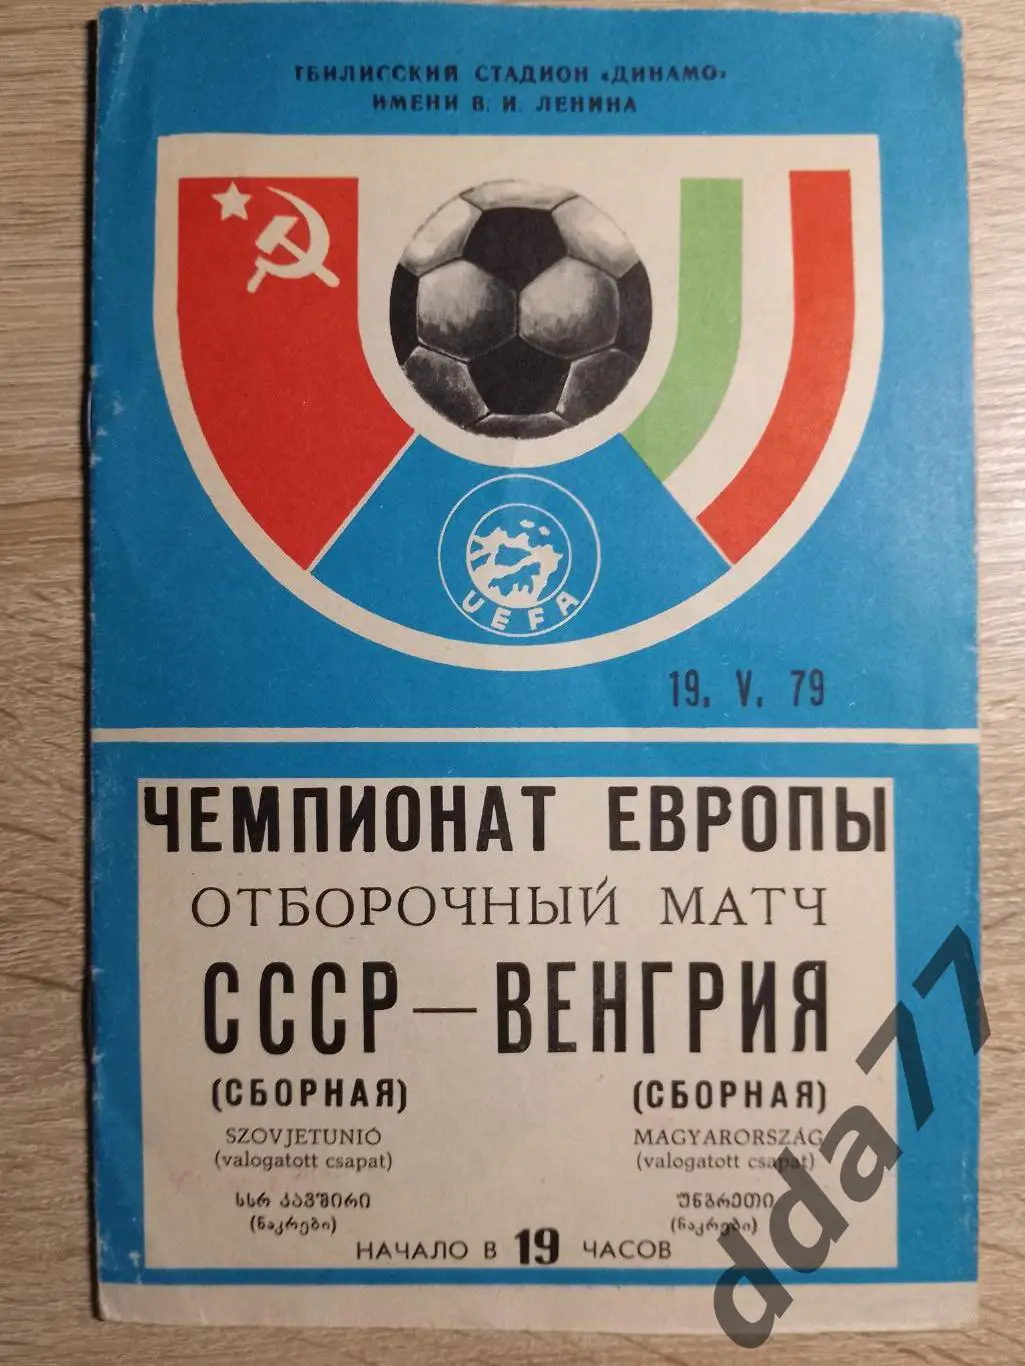 ТБИЛИССКИЙ СТАДИОН «ДИНАМО»
ИМЕНИ В. И. ЛЕНИНА
UEFA
19. V. 79
ЧЕМПИОНАТ ЕВРОПЫ
ОТБОРОЧНЫЙ МАТЧ
СССР — ВЕНГРИЯ
(СБОРНАЯ) (СБОРНАЯ)
SZOVJETUNIÓ MAGYARORSZÁG
(valogatott csapat) (valogatott csapat)
სსრ კავშირი უნგრეთი
(ნაკრები) (ნაკრები)
НАЧАЛО В 19 ЧАСОВ
dda77